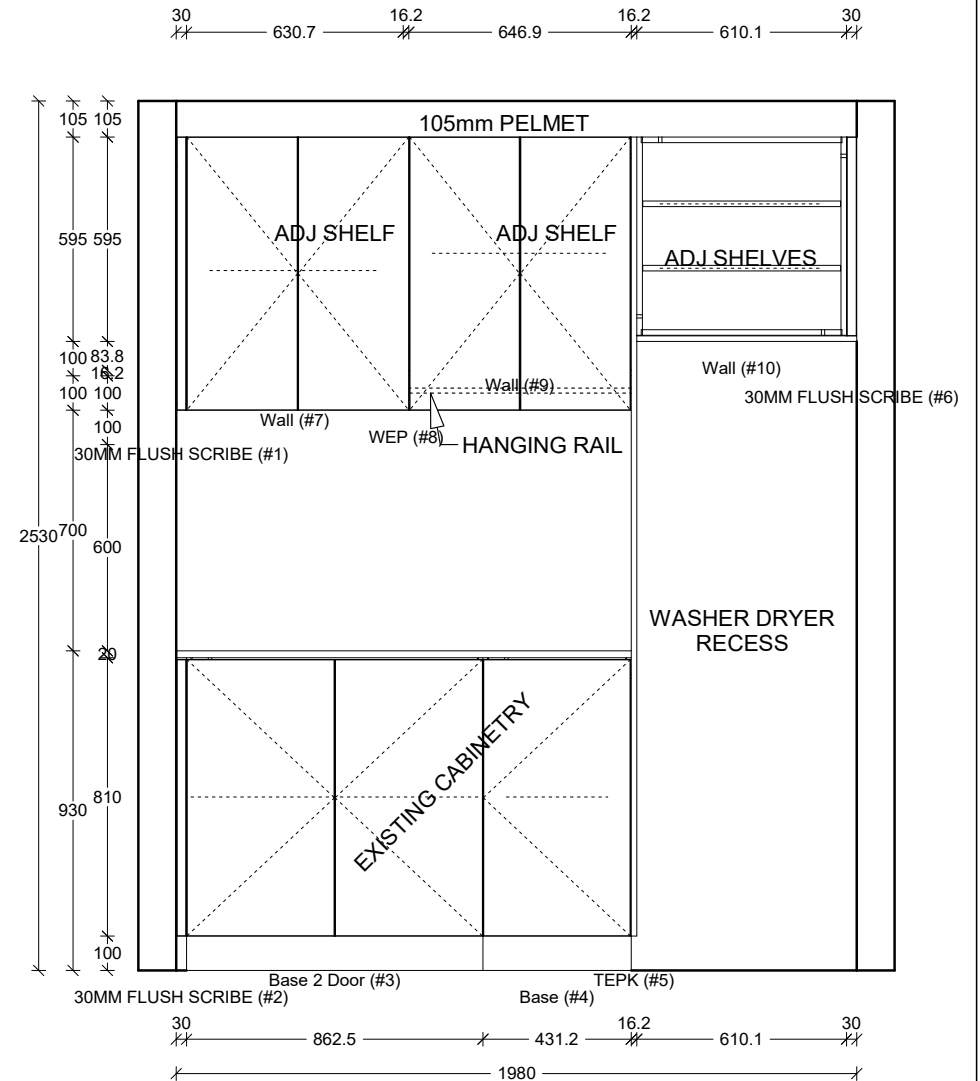 30 16.2 16.2 30
630.7 646.9 610.1
105 105
105mm PELMET
595 595
ADJ SHELF ADJ SHELF
ADJ SHELVES
100 83.8
16.2
100 100
Wall (#9)
Wall (#10)
30MM FLUSH SCRIBE (#6)
Wall (#7)
100
WEP (#8)
HANGING RAIL
30MM FLUSH SCRIBE (#1)
2530 700
600
WASHER DRYER
RECESS
20
EXISTING CABINETRY
930 810
100
Base 2 Door (#3) TEPK (#5)
30MM FLUSH SCRIBE (#2) Base (#4)
30 16.2 30
862.5 431.2 610.1
1980